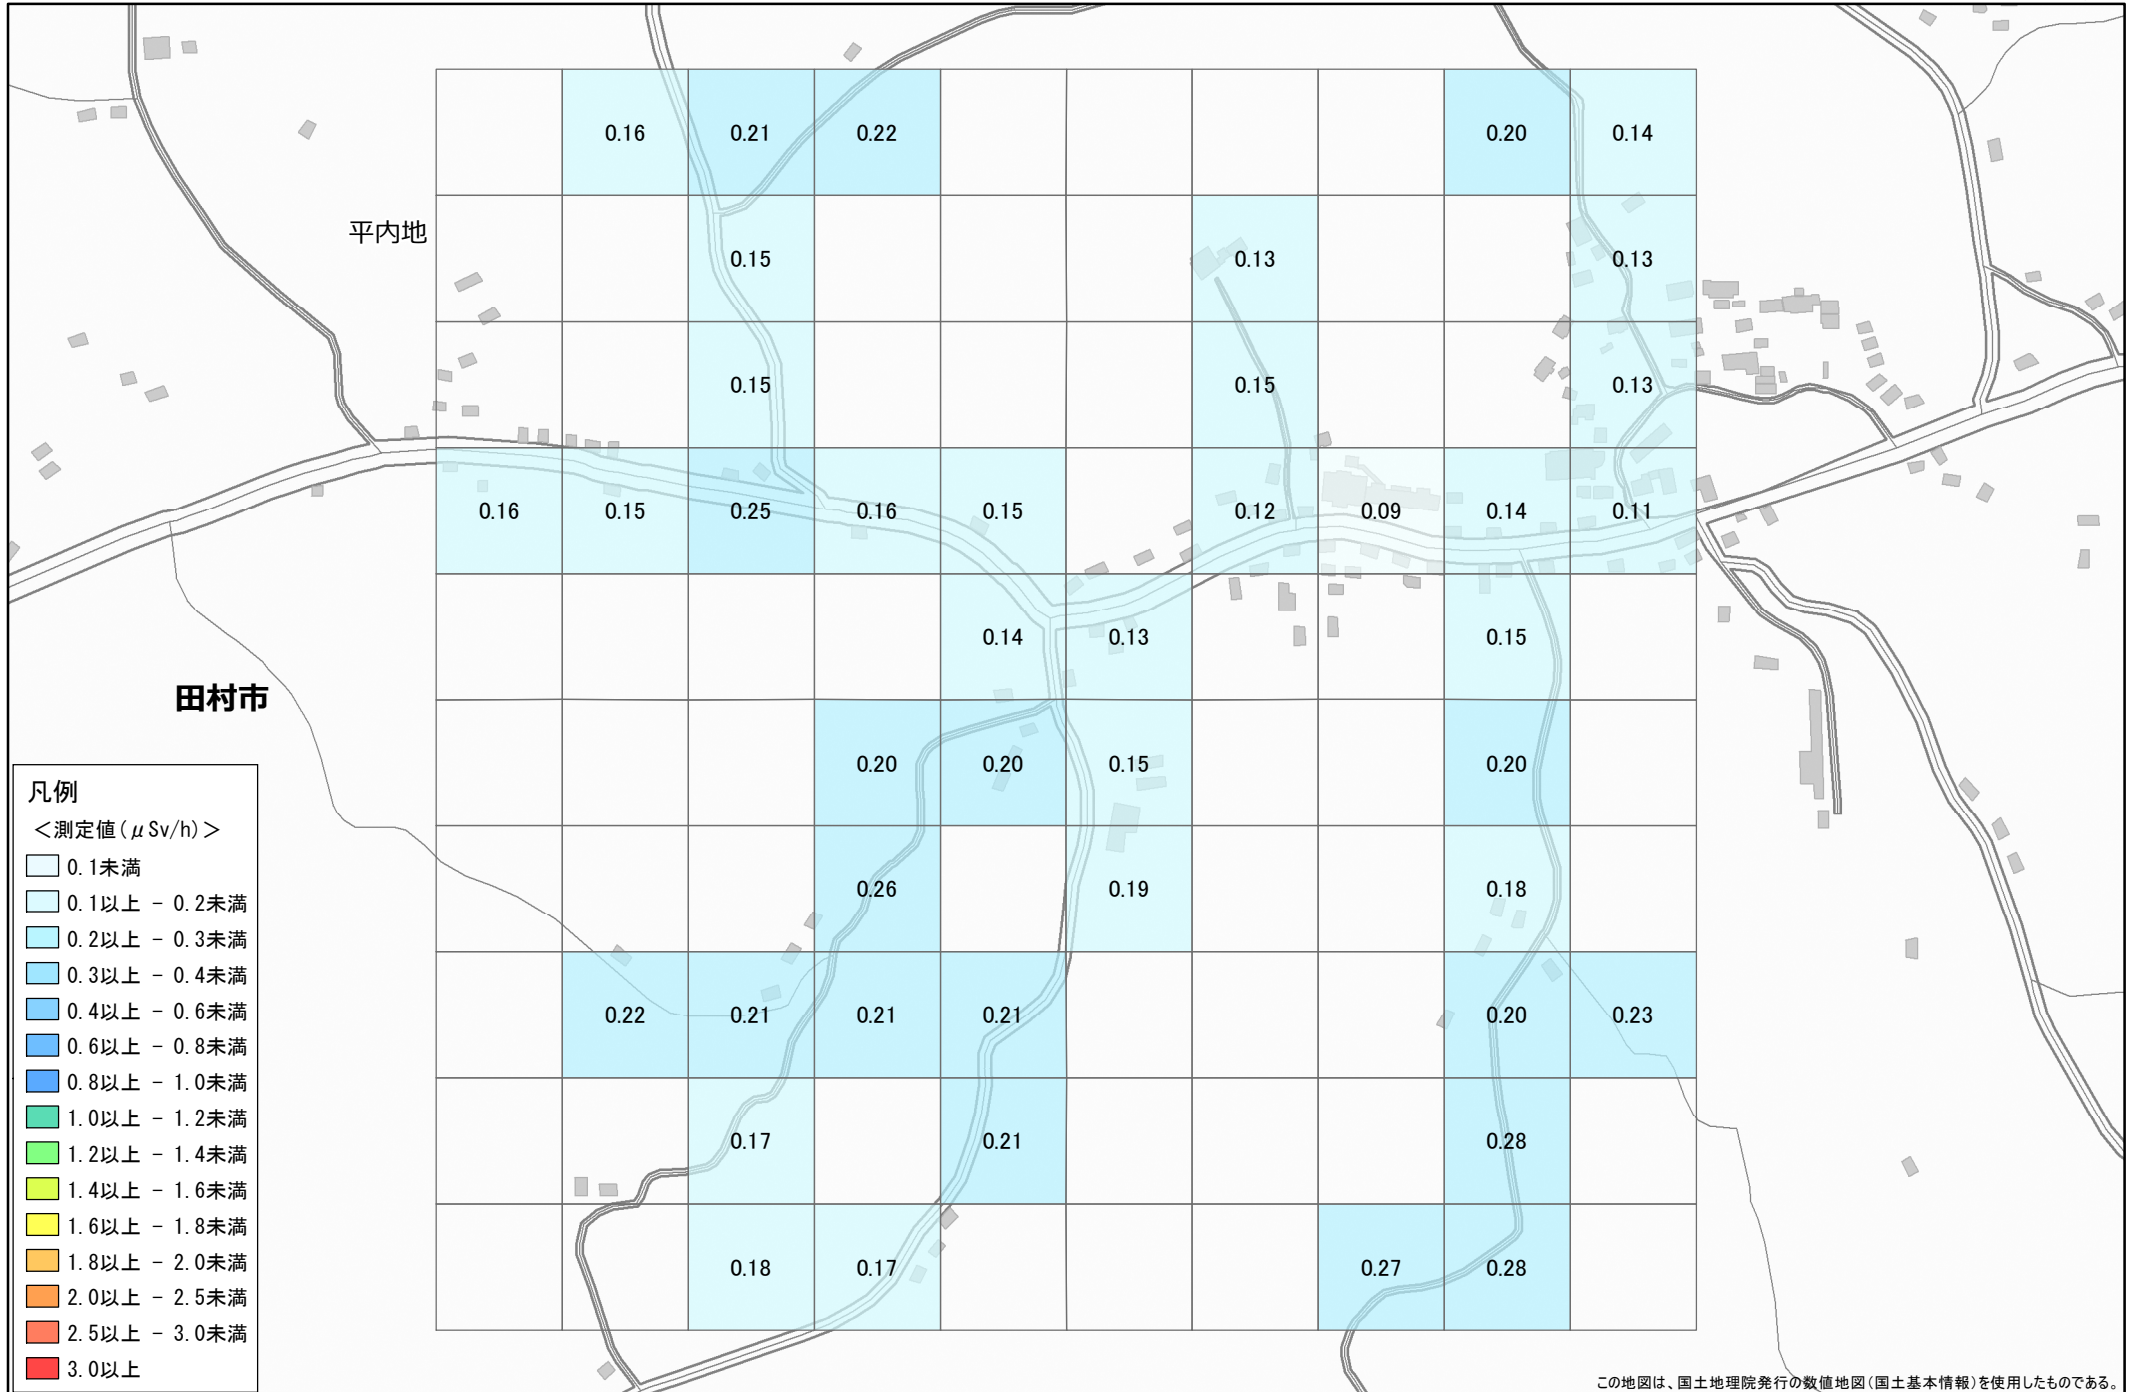 0.16 0.21 0.22 0.20 0.14
平内地
0.15 0.13 0.13
0.15 0.15 0.13
0.16 0.15 0.25 0.16 0.15 0.12 0.09 0.14 0.11
0.14 0.13 0.15
田村市
0.20 0.20 0.15 0.20
0.26 0.19 0.18
0.22 0.21 0.21 0.21 0.20 0.23
0.17 0.21 0.28
0.18 0.17 0.27 0.28
凡例
＜測定値(μSv/h)＞
0.1未満
0.1以上 - 0.2未満
0.2以上 - 0.3未満
0.3以上 - 0.4未満
0.4以上 - 0.6未満
0.6以上 - 0.8未満
0.8以上 - 1.0未満
1.0以上 - 1.2未満
1.2以上 - 1.4未満
1.4以上 - 1.6未満
1.6以上 - 1.8未満
1.8以上 - 2.0未満
2.0以上 - 2.5未満
2.5以上 - 3.0未満
3.0以上
この地図は、国土地理院発行の数値地図(国土基本情報)を使用したものである。